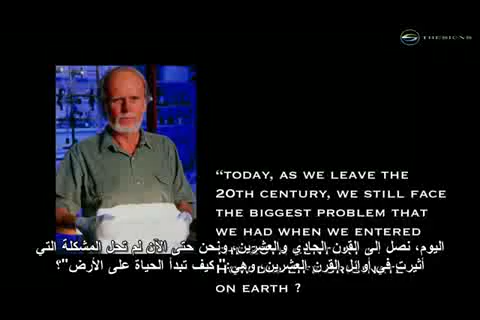 THESIGNS
“TODAY, AS WE LEAVE THE
20TH CENTURY, WE STILL FACE
THE BIGGEST PROBLEM THAT
WE HAD WHEN WE ENTERED
اليوم، نصل إلى القرن الحادي والعشرين، ونحن حتى الآن لم تحل المشكلة التي
أثيرت في أوائل القرن العشرين، وهي: "كيف تبدأ الحياة على الأرض"؟
ON EARTH ?